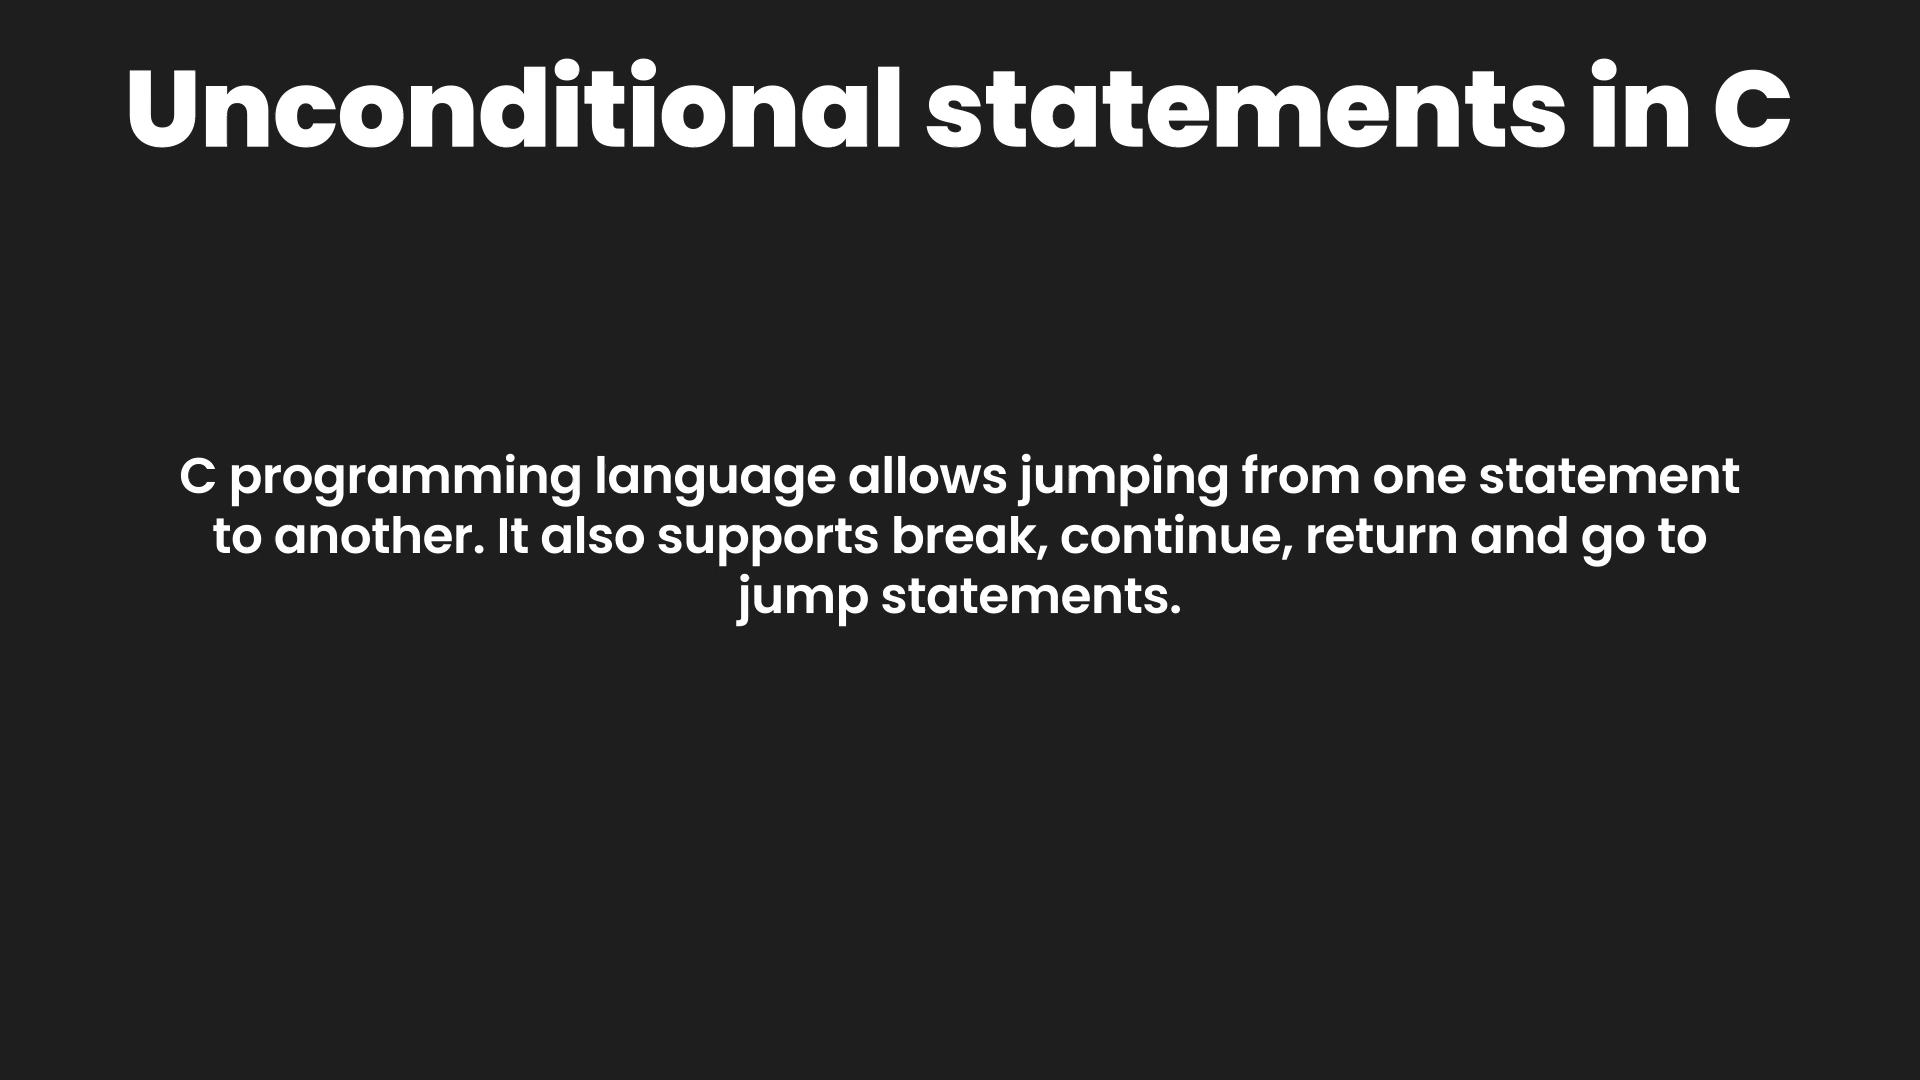 Unconditional statements in C
C programming language allows jumping from one statement
to another. It also supports break, continue, return and go to
jump statements.